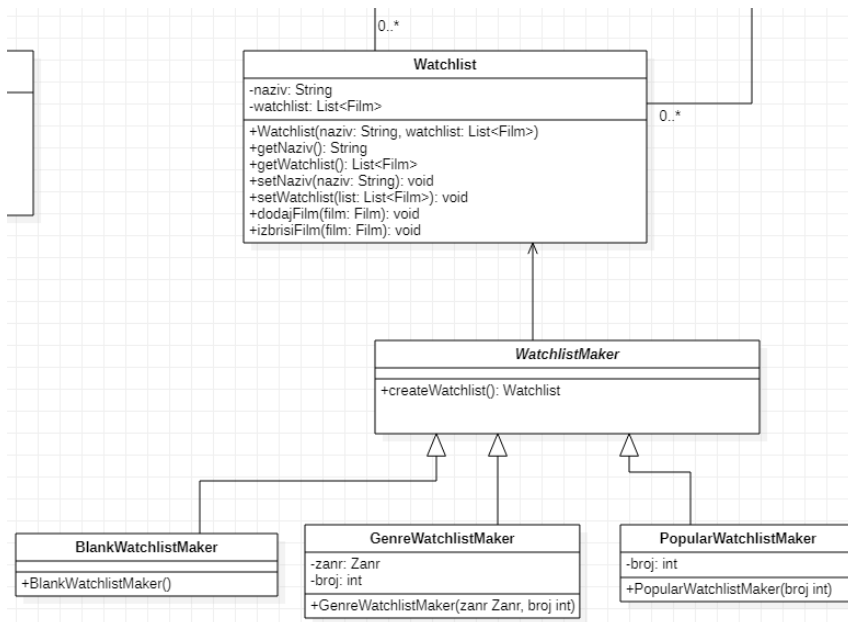 0..*
Watchlist
-naziv: String
-watchlist: List<Film>
0..*
+Watchlist(naziv: String, watchlist: List<Film>)
+getNaziv(): String
+getWatchlist(): List<Film>
+setNaziv(naziv: String): void
+setWatchlist(list: List<Film>): void
+dodajFilm(film: Film): void
+izbrisiFilm(film: Film): void
WatchlistMaker
+createWatchlist(): Watchlist
BlankWatchlistMaker
+BlankWatchlistMaker()
GenreWatchlistMaker
-zanr: Zanr
-broj: int
+GenreWatchlistMaker(zanr Zanr, broj int)
PopularWatchlistMaker
-broj: int
+PopularWatchlistMaker(broj int)